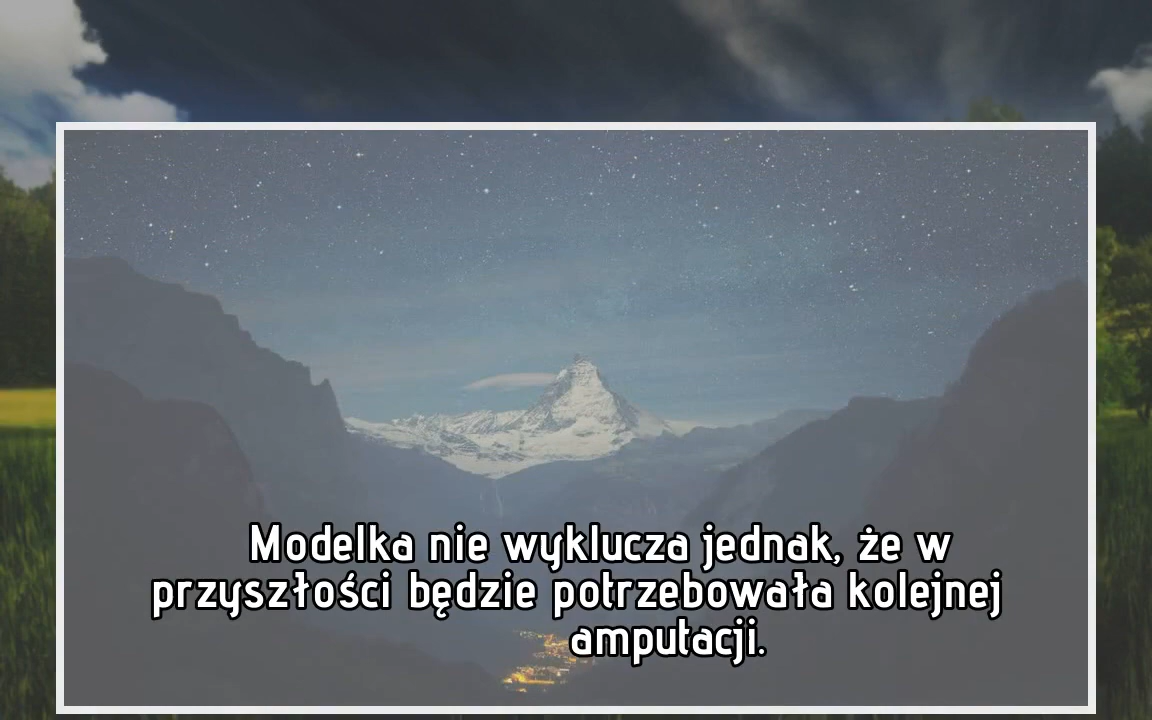 Modelka nie wyklucza jednak, że w
przyszłości będzie potrzebowała kolejnej
amputacji.